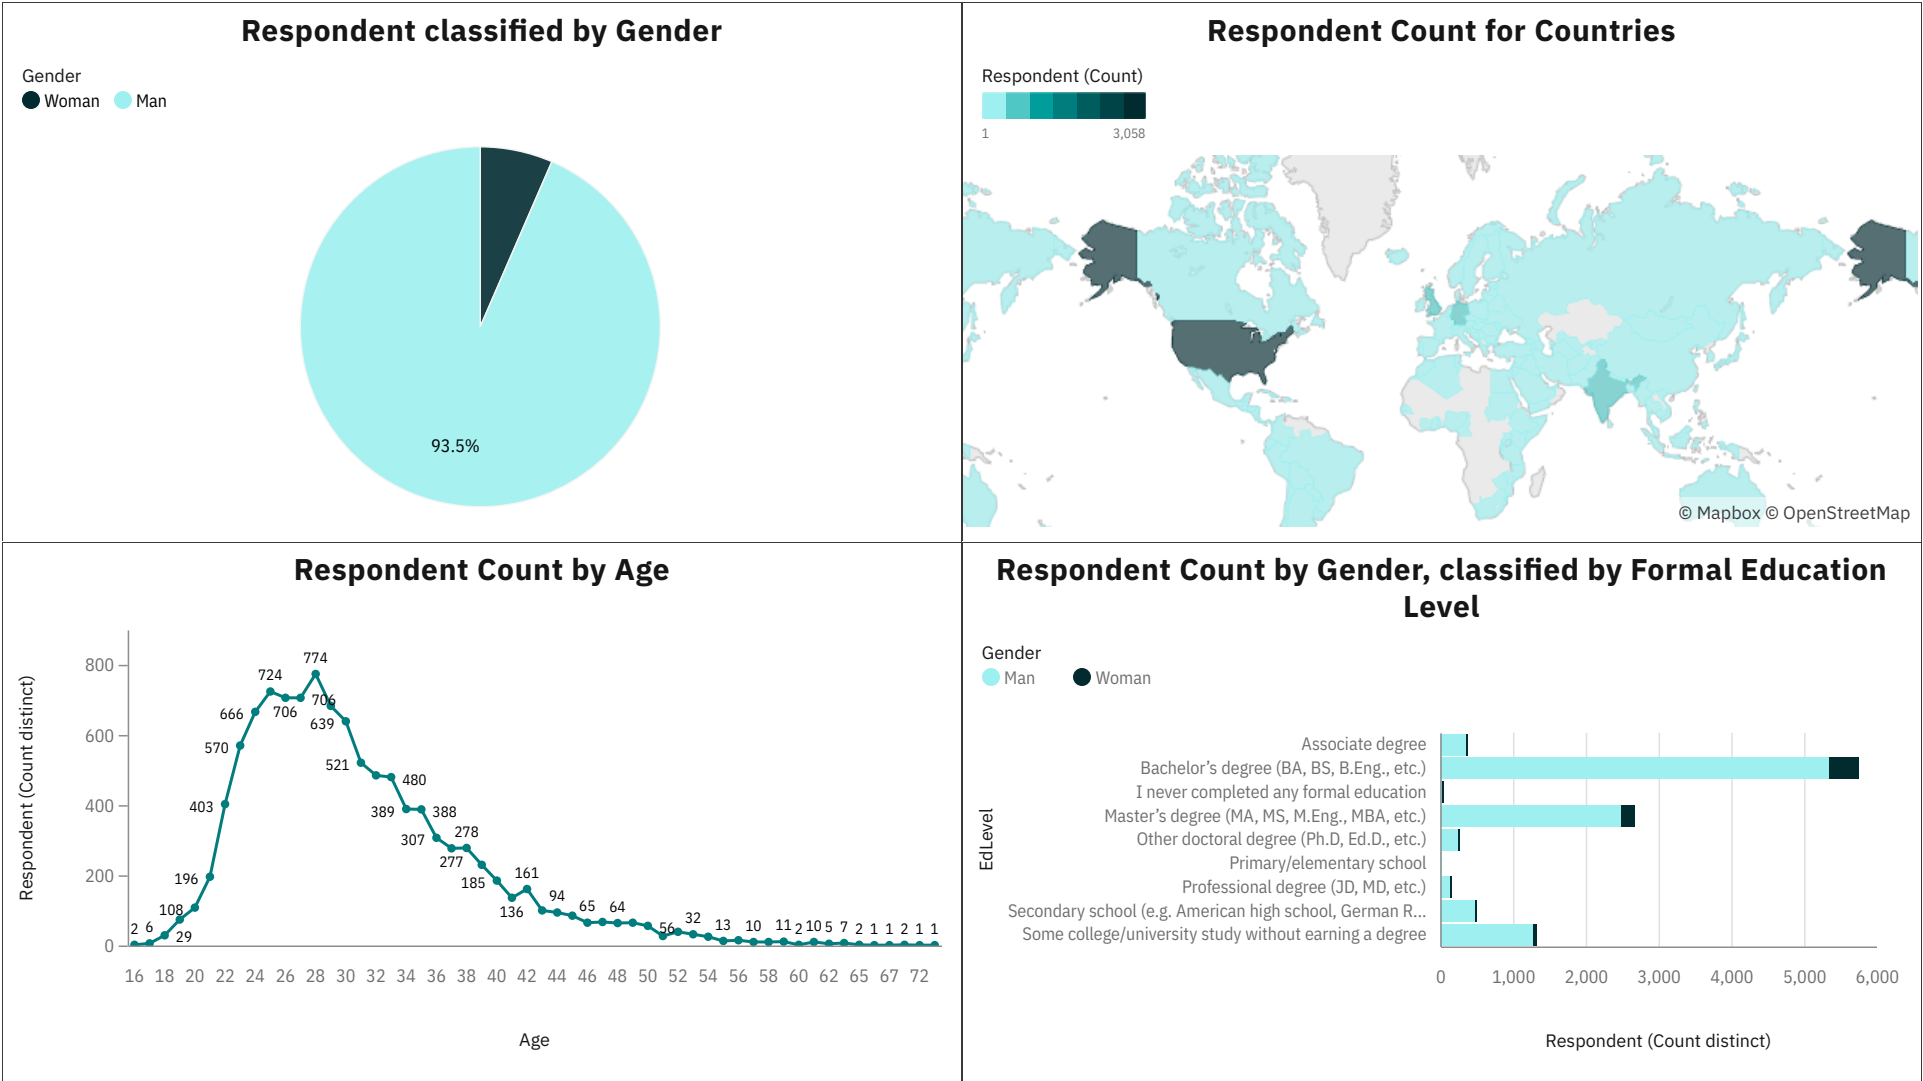 Respondent classified by Gender
Gender
Woman Man
93.5%
Respondent Count for Countries
Respondent (Count)
1 3,058
© Mapbox © OpenStreetMap
Respondent Count by Age
Respondent (Count distinct)
800
600
400
200
0
2 6 29 108 196 403 570 666 724 706 706 774 639 521 480 389 388 307 277 278 185 136 161 94 65 64 56 32 13 10 11 2 10 5 7 2 1 1 2 1 1
16 18 20 22 24 26 28 30 32 34 36 38 40 42 44 46 48 50 52 54 56 58 60 62 65 67 72
Age
Respondent Count by Gender, classified by Formal Education
Level
Gender
Man Woman
EdLevel
Associate degree
Bachelor’s degree (BA, BS, B.Eng., etc.)
I never completed any formal education
Master’s degree (MA, MS, M.Eng., MBA, etc.)
Other doctoral degree (Ph.D, Ed.D., etc.)
Primary/elementary school
Professional degree (JD, MD, etc.)
Secondary school (e.g. American high school, German R...
Some college/university study without earning a degree
0 1,000 2,000 3,000 4,000 5,000 6,000
Respondent (Count distinct)